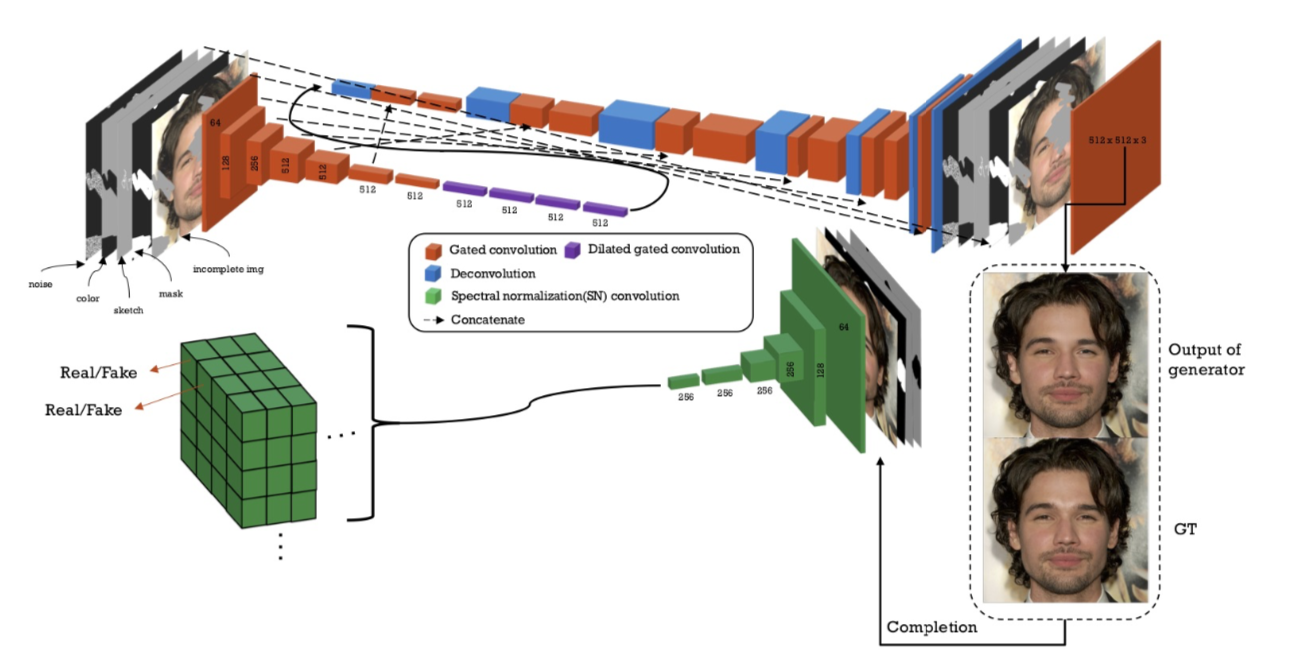 64
128
256
512
512
512
512
512
512
512
512
512 x 512 x 3
noise
color
sketch
mask
incomplete img
Gated convolution
Dilated gated convolution
Deconvolution
Spectral normalization(SN) convolution
Concatenate
Real/Fake
Real/Fake
256
256
256
256
128
64
Output of
generator
GT
Completion